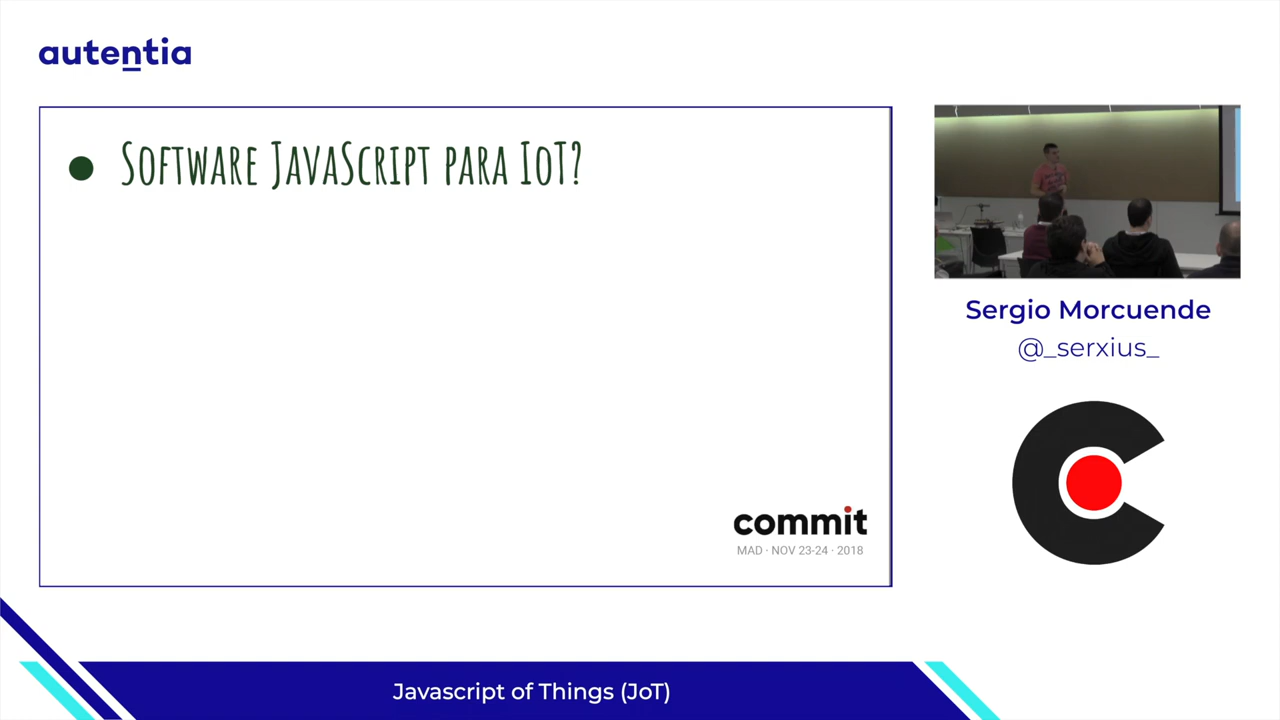 autentia
Software JavaScript para IoT?
commit
MAD · NOV 23-24 · 2018
Sergio Morcuende
@_serxius_
Javascript of Things (JoT)